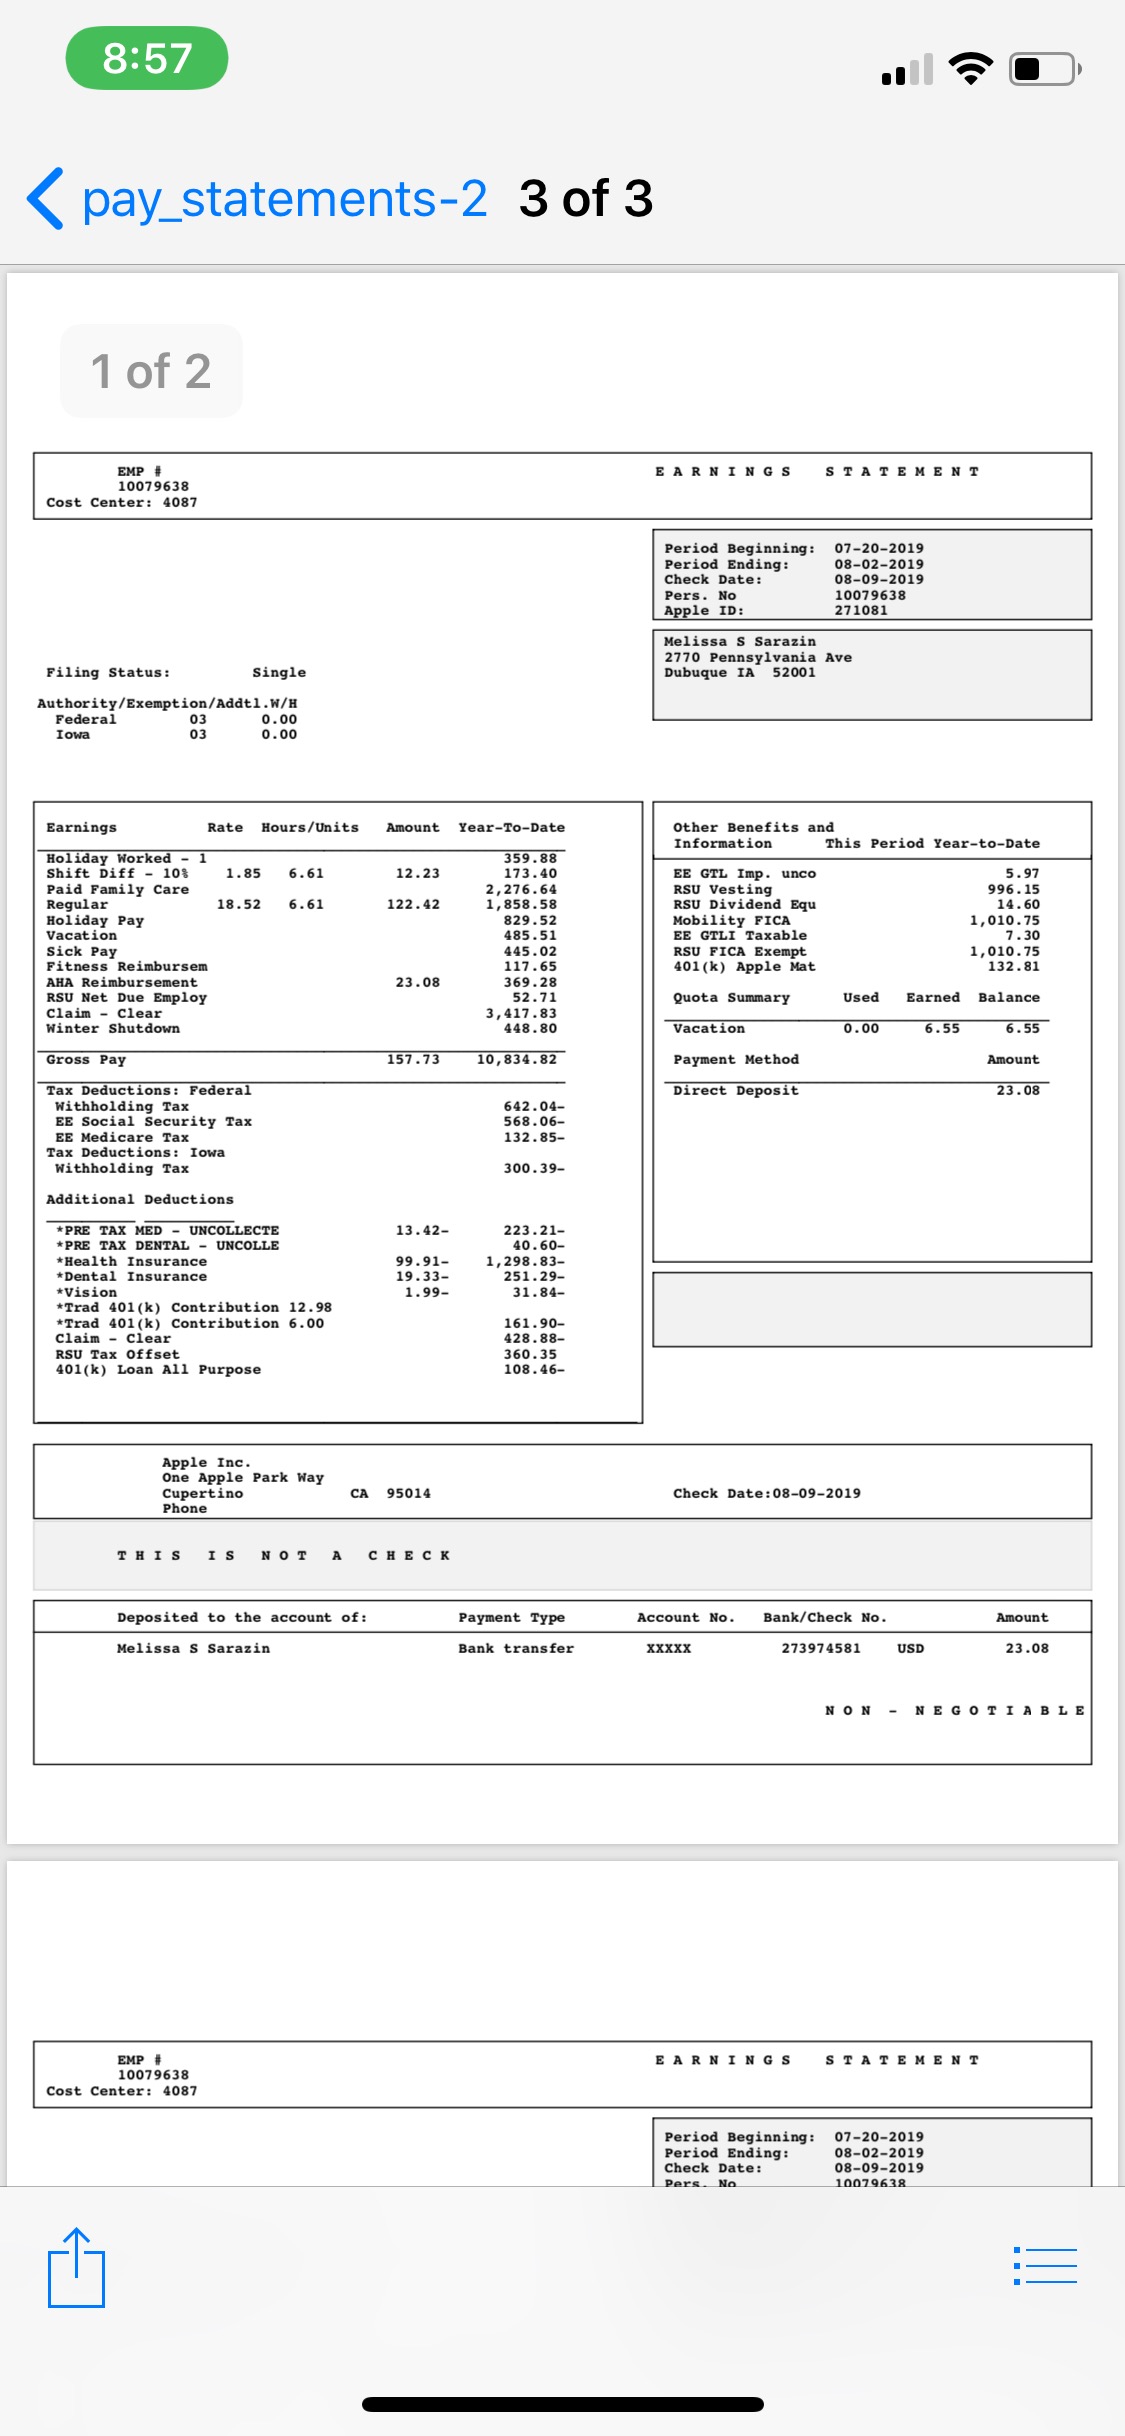 8:57
pay_statements-2 3 of 3
1 of 2
EMP # EARNINGS STATEMENT
10079638
Cost Center: 4087
Period Beginning: 07-20-2019
Period Ending: 08-02-2019
Check Date: 08-09-2019
Pers. No 10079638
Apple ID: 271081
Melissa S Sarazin
2770 Pennsylvania Ave
Dubuque IA 52001
Filing Status: Single
Authority/Exemption/Addtl.W/H
Federal 03 0.00
Iowa 03 0.00
Earnings Rate Hours/Units Amount Year-To-Date
Holiday Worked - 1 359.88
Shift Diff - 10% 1.85 6.61 12.23 173.40
Paid Family Care 2,276.64
Regular 18.52 6.61 122.42 1,858.58
Holiday Pay 829.52
Vacation 485.51
Sick Pay 445.02
Fitness Reimbursem 117.65
AHA Reimbursement 23.08 369.28
RSU Net Due Employ 52.71
Claim - Clear 3,417.83
Winter Shutdown 448.80
Gross Pay 157.73 10,834.82
Tax Deductions: Federal
Withholding Tax 642.04-
EE Social Security Tax 568.06-
EE Medicare Tax 132.85-
Tax Deductions: Iowa
Withholding Tax 300.39-
Additional Deductions
*PRE TAX MED - UNCOLLECTE 13.42- 223.21-
*PRE TAX DENTAL - UNCOLLE 40.60-
*Health Insurance 99.91- 1,298.83-
*Dental Insurance 19.33- 251.29-
*Vision 1.99- 31.84-
*Trad 401(k) Contribution 12.98
*Trad 401(k) Contribution 6.00 161.90-
Claim - Clear 428.88-
RSU Tax Offset 360.35
401(k) Loan All Purpose 108.46-
Other Benefits and
Information This Period Year-to-Date
EE GTL Imp. unco 5.97
RSU Vesting 996.15
RSU Dividend Equ 14.60
Mobility FICA 1,010.75
EE GTLI Taxable 7.30
RSU FICA Exempt 1,010.75
401(k) Apple Mat 132.81
Quota Summary Used Earned Balance
Vacation 0.00 6.55 6.55
Payment Method Amount
Direct Deposit 23.08
Apple Inc.
One Apple Park Way
Cupertino CA 95014 Check Date:08-09-2019
Phone
THIS IS NOT A CHECK
Deposited to the account of: Payment Type Account No. Bank/Check No. Amount
Melissa S Sarazin Bank transfer XXXXX 273974581 USD 23.08
NON - NEGOTIABLE
EMP # EARNINGS STATEMENT
10079638
Cost Center: 4087
Period Beginning: 07-20-2019
Period Ending: 08-02-2019
Check Date: 08-09-2019
Pers. No 10079638